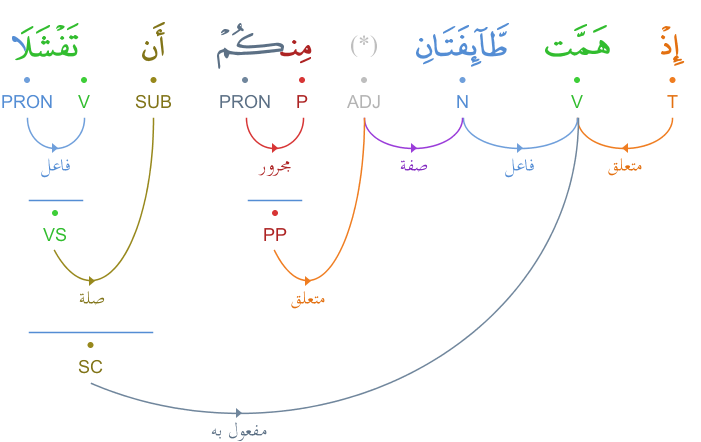 إِذْ هَمَّت طَّآئِفَتَانِ (*) مِنكُمْ أَن تَفْشَلَا
T V N ADJ P PRON SUB V PRON
متعلق فاعل صفة مجرور فاعل
PP VS
متعلق صلة
SC
مفعول به